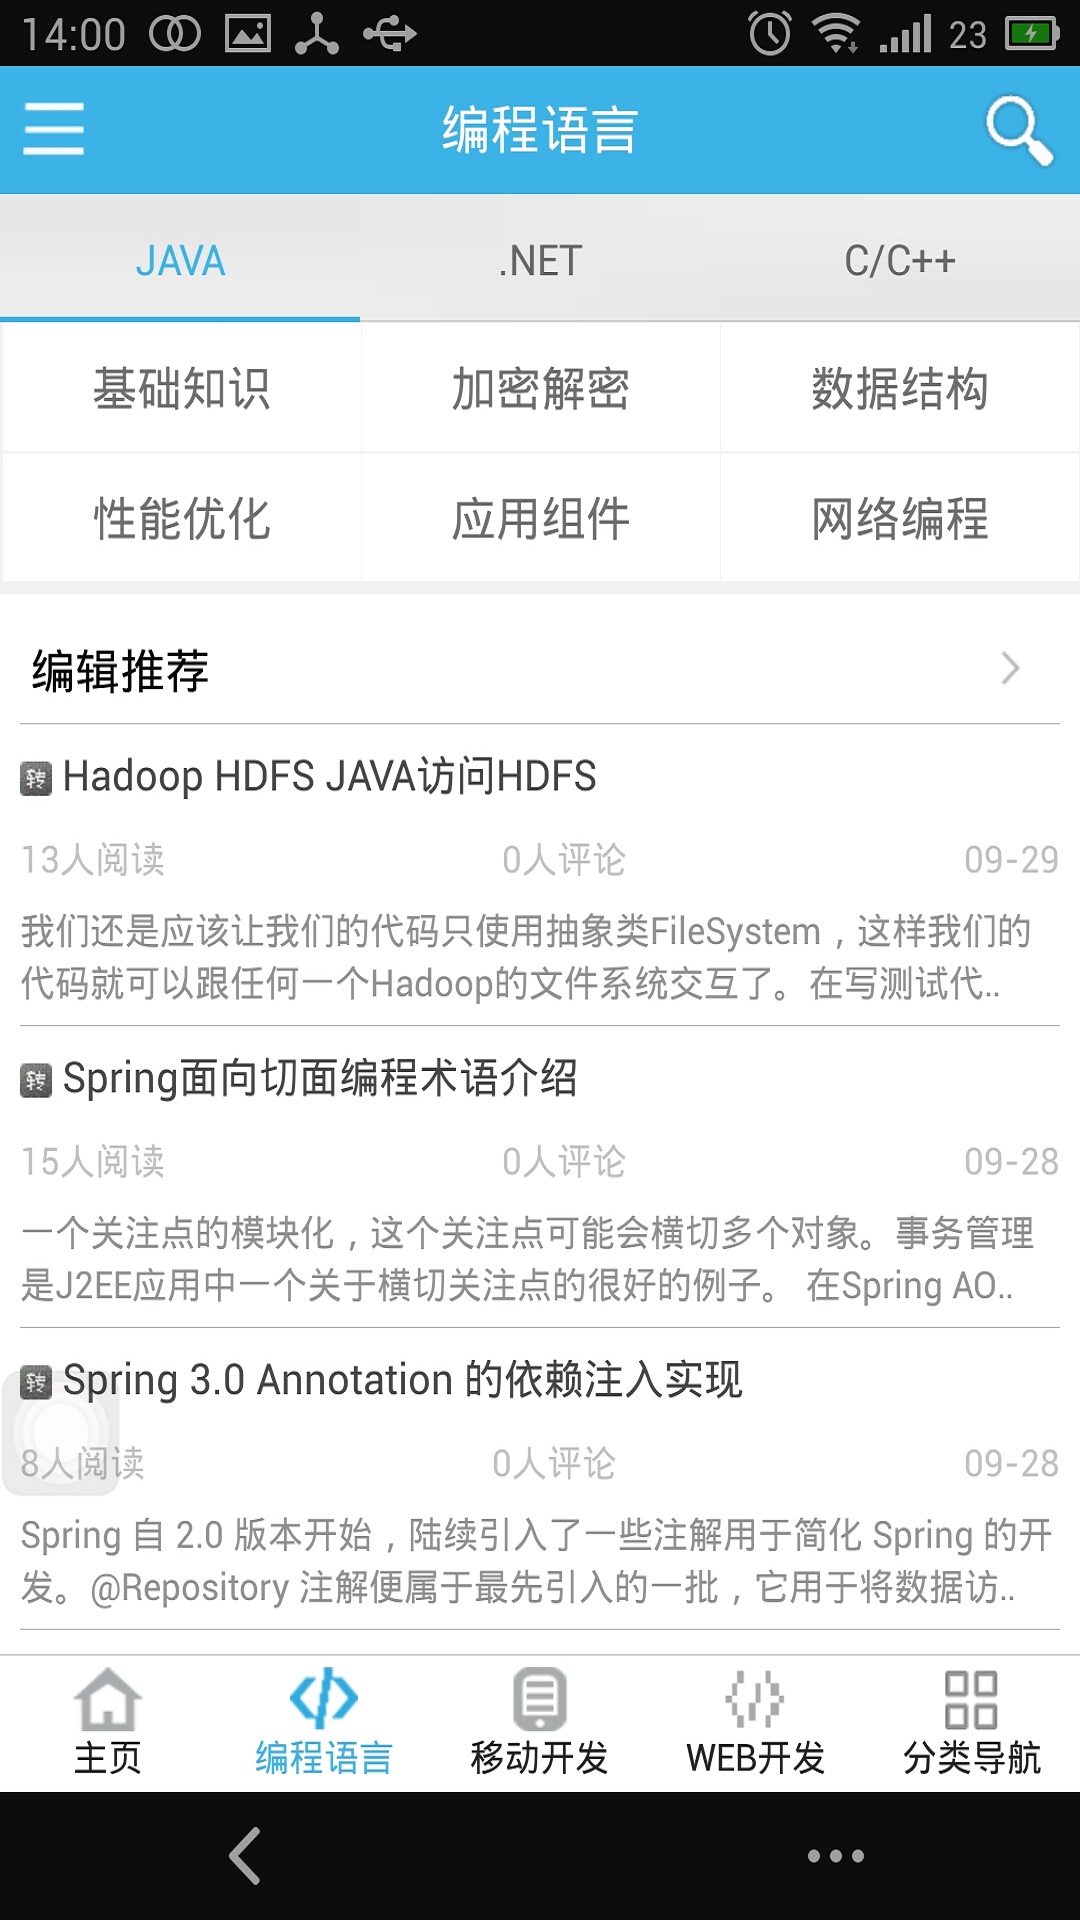 14:00 23
编程语言
JAVA .NET C/C++
基础知识 加密解密 数据结构
性能优化 应用组件 网络编程
编辑推荐
转 Hadoop HDFS JAVA访问HDFS
13人阅读 0人评论 09-29
我们还是应该让我们的代码只使用抽象类FileSystem，这样我们的
代码就可以跟任何一个Hadoop的文件系统交互了。在写测试代..
转 Spring面向切面编程术语介绍
15人阅读 0人评论 09-28
一个关注点的模块化，这个关注点可能会横切多个对象。事务管理
是J2EE应用中一个关于横切关注点的很好的例子。 在Spring AO..
转 Spring 3.0 Annotation 的依赖注入实现
8人阅读 0人评论 09-28
Spring 自 2.0 版本开始，陆续引入了一些注解用于简化 Spring 的开
发。@Repository 注解便属于最先引入的一批，它用于将数据访..
主页 编程语言 移动开发 WEB开发 分类导航